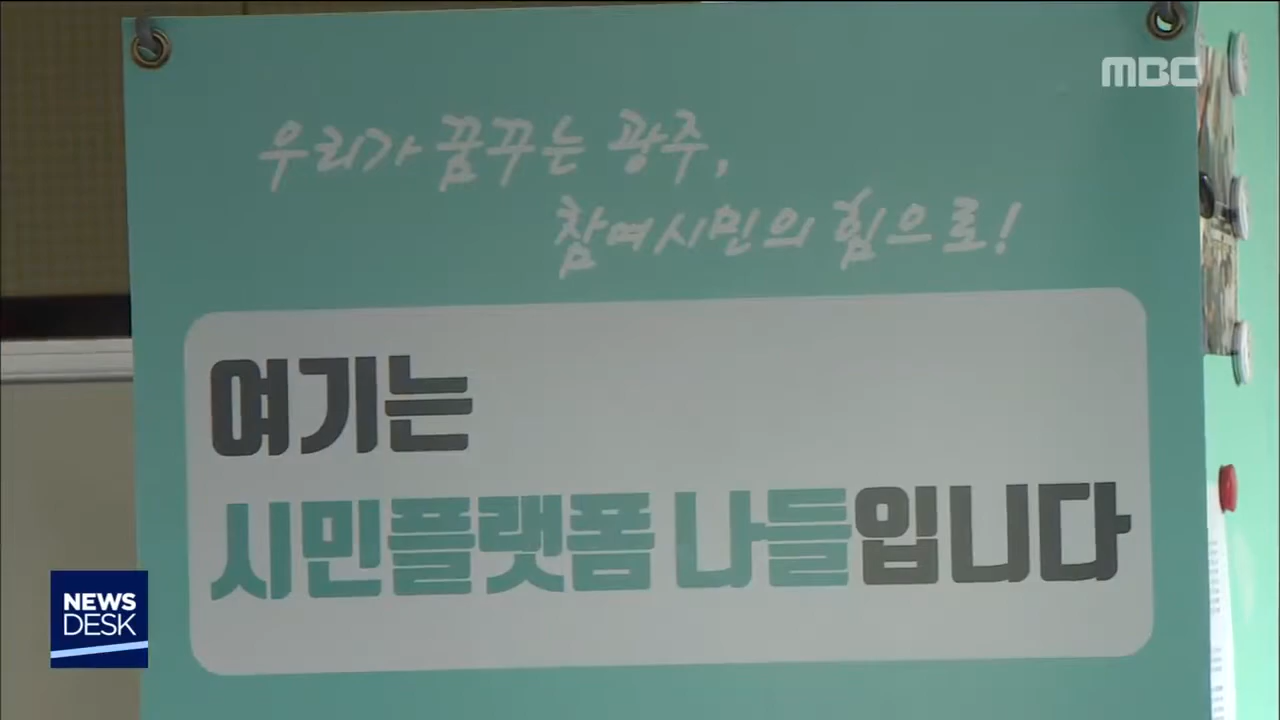 MBC
우리가 꿈꾸는 광주,
참여시민의 힘으로!
여기는
시민플랫폼 나들입니다
NEWS
DESK